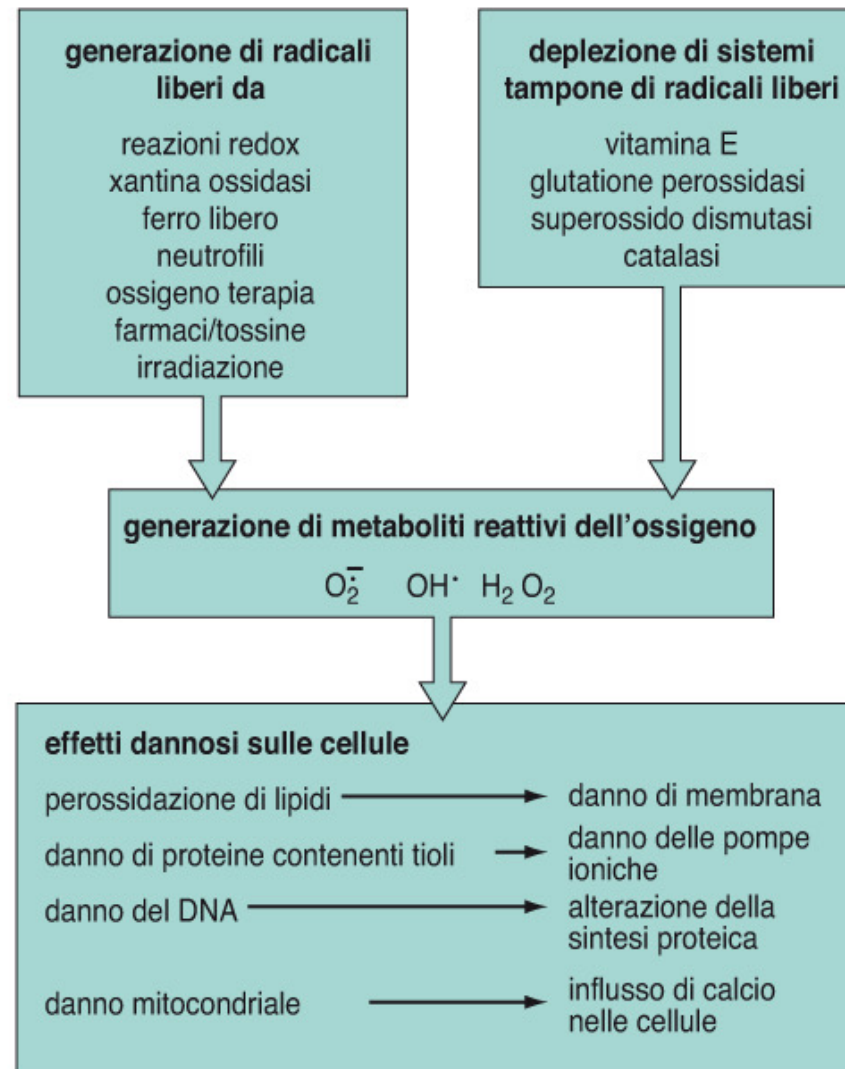 generazione di radicali
liberi da
reazioni redox
xantina ossidasi
ferro libero
neutrofili
ossigeno terapia
farmaci/tossine
irradiazione
deplezione di sistemi
tampone di radicali liberi
vitamina E
glutatione perossidasi
superossido dismutasi
catalasi
generazione di metaboliti reattivi dell'ossigeno
O₂·⁻ OH· H₂O₂
effetti dannosi sulle cellule
perossidazione di lipidi → danno di membrana
danno di proteine contenenti tioli → danno delle pompe
ioniche
danno del DNA → alterazione della
sintesi proteica
danno mitocondriale → influsso di calcio
nelle cellule